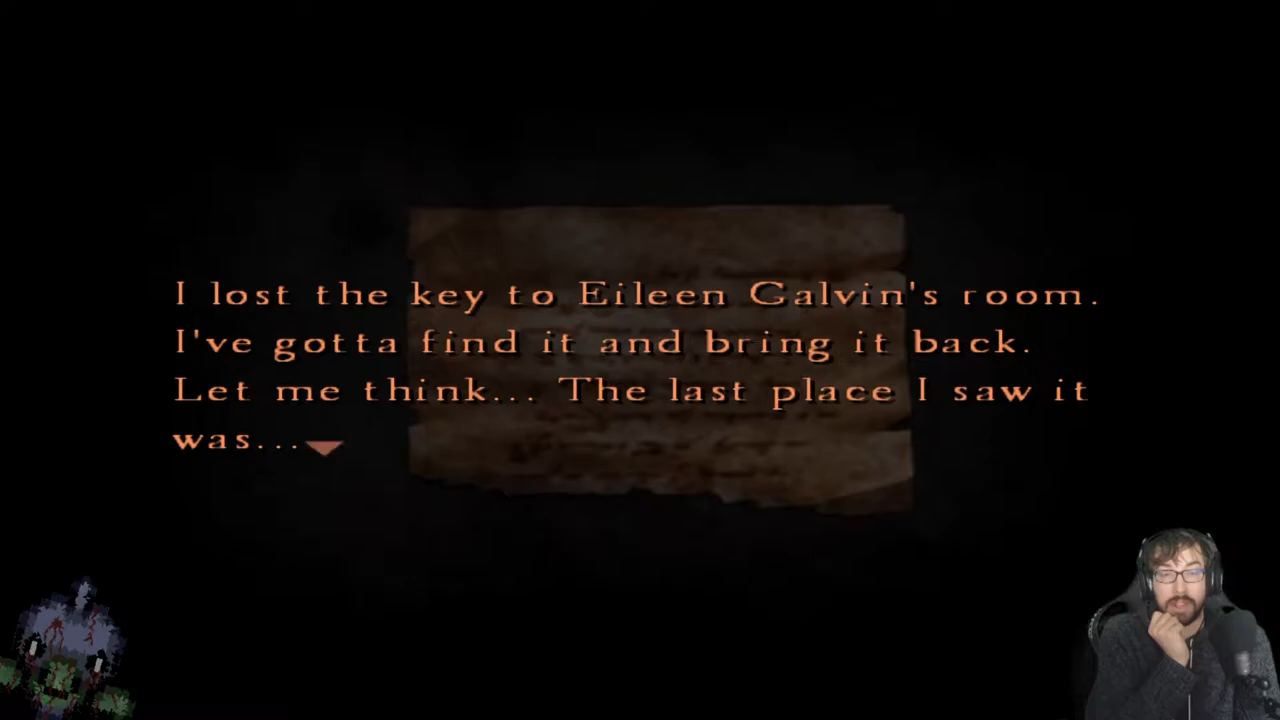 I lost the key to Eileen Galvin's room.
I've gotta find it and bring it back.
Let me think... The last place I saw it
was...